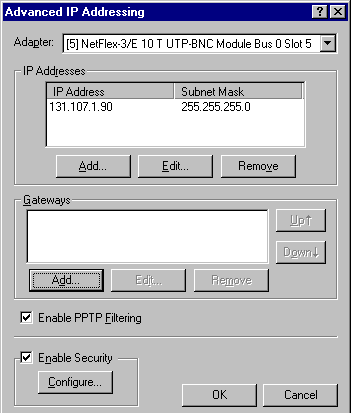 Advanced IP Addressing
Adapter: [5] NetFlex-3/E 10 T UTP-BNC Module Bus 0 Slot 5
IP Addresses
IP Address Subnet Mask
131.107.1.90 255.255.255.0
Add... Edit... Remove
Gateways
Up↑
Down↓
Add... Edit... Remove
Enable PPTP Filtering
Enable Security
Configure...
OK Cancel